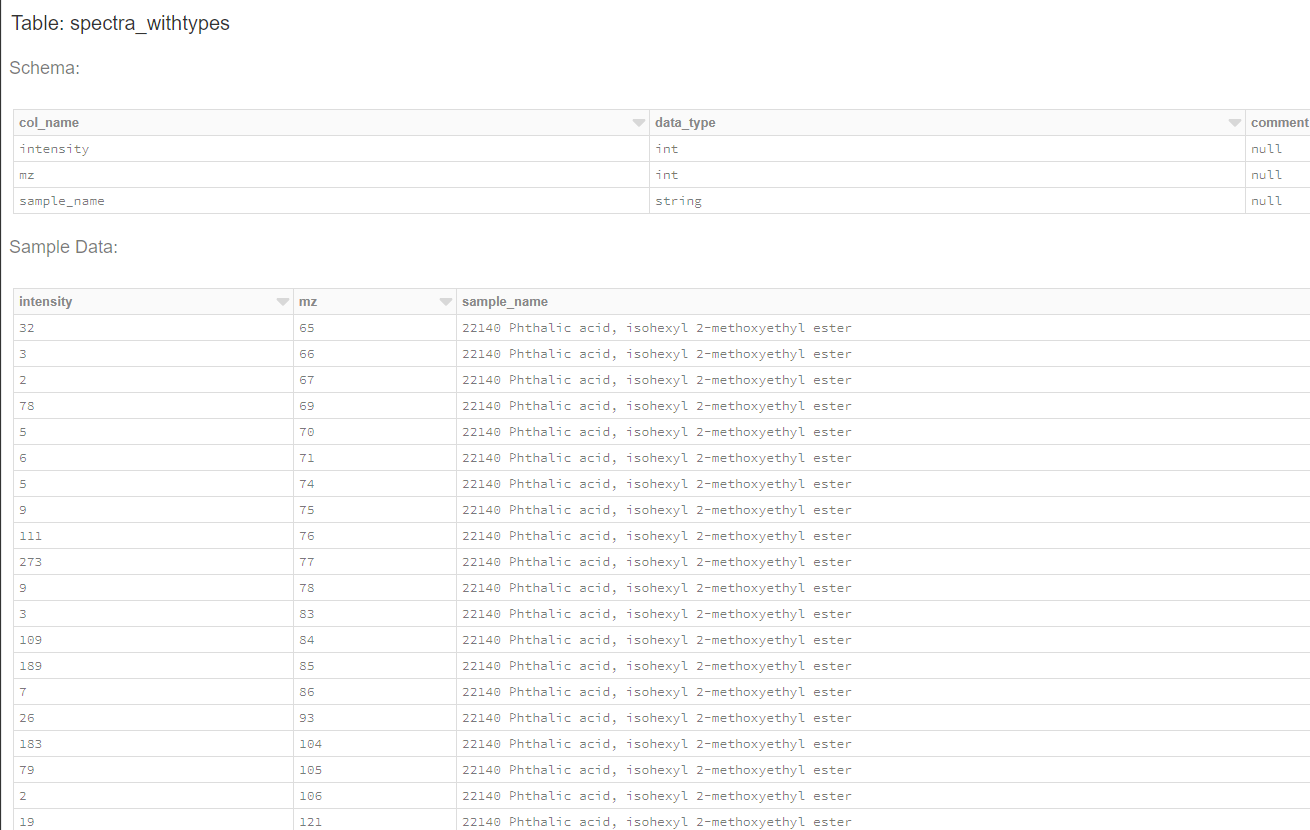 Table: spectra_withtypes
Schema:
col_name data_type comment
intensity int null
mz int null
sample_name string null
Sample Data:
intensity mz sample_name
32 65 22140 Phthalic acid, isohexyl 2-methoxyethyl ester
3 66 22140 Phthalic acid, isohexyl 2-methoxyethyl ester
2 67 22140 Phthalic acid, isohexyl 2-methoxyethyl ester
78 69 22140 Phthalic acid, isohexyl 2-methoxyethyl ester
5 70 22140 Phthalic acid, isohexyl 2-methoxyethyl ester
6 71 22140 Phthalic acid, isohexyl 2-methoxyethyl ester
5 74 22140 Phthalic acid, isohexyl 2-methoxyethyl ester
9 75 22140 Phthalic acid, isohexyl 2-methoxyethyl ester
111 76 22140 Phthalic acid, isohexyl 2-methoxyethyl ester
273 77 22140 Phthalic acid, isohexyl 2-methoxyethyl ester
9 78 22140 Phthalic acid, isohexyl 2-methoxyethyl ester
3 83 22140 Phthalic acid, isohexyl 2-methoxyethyl ester
109 84 22140 Phthalic acid, isohexyl 2-methoxyethyl ester
189 85 22140 Phthalic acid, isohexyl 2-methoxyethyl ester
7 86 22140 Phthalic acid, isohexyl 2-methoxyethyl ester
26 93 22140 Phthalic acid, isohexyl 2-methoxyethyl ester
183 104 22140 Phthalic acid, isohexyl 2-methoxyethyl ester
79 105 22140 Phthalic acid, isohexyl 2-methoxyethyl ester
2 106 22140 Phthalic acid, isohexyl 2-methoxyethyl ester
19 121 22140 Phthalic acid, isohexyl 2-methoxyethyl ester